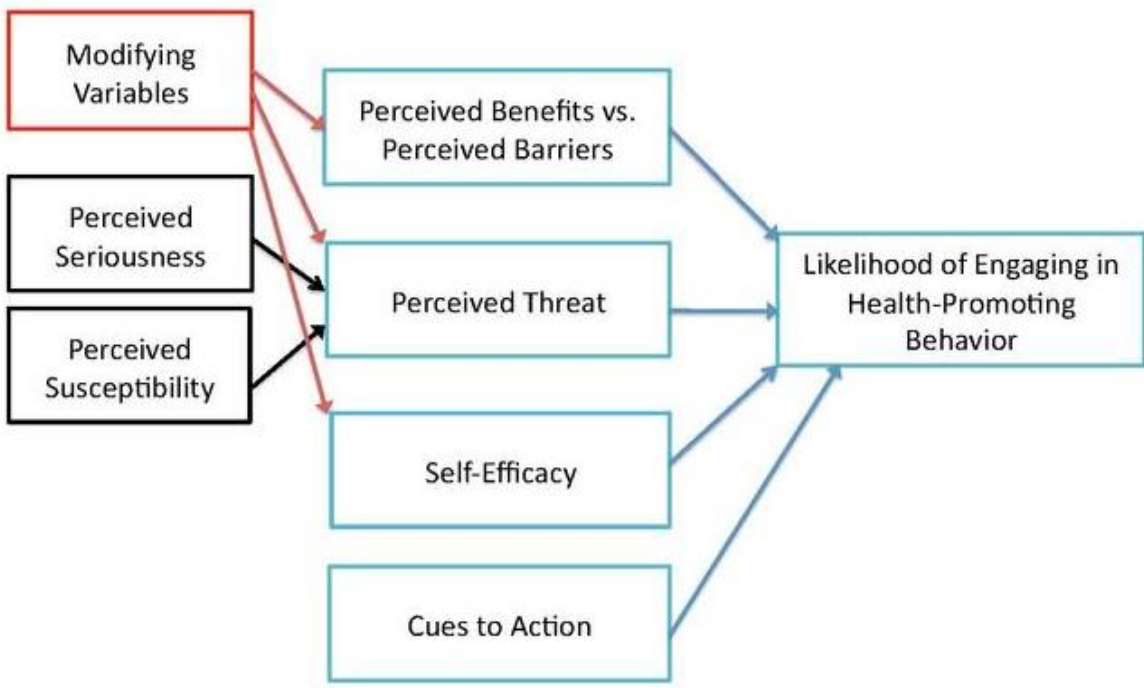 Modifying
Variables
Perceived Benefits vs.
Perceived Barriers
Perceived
Seriousness
Perceived Threat
Likelihood of Engaging in
Health-Promoting
Behavior
Perceived
Susceptibility
Self-Efficacy
Cues to Action